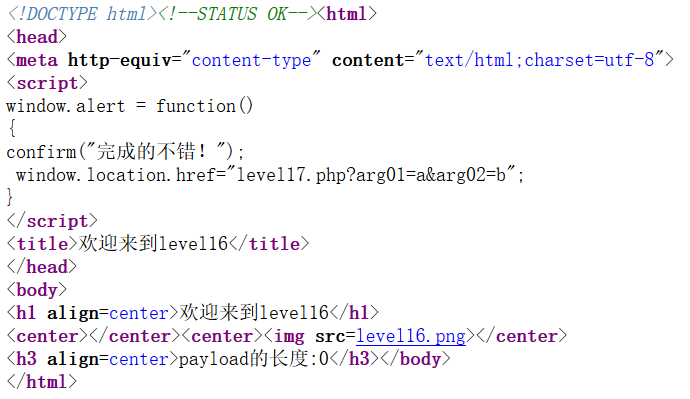 <!DOCTYPE html><!--STATUS OK--><html>
<head>
<meta http-equiv="content-type" content="text/html;charset=utf-8">
<script>
window.alert = function()
{
confirm("完成的不错！");
 window.location.href="level17.php?arg01=a&arg02=b";
}
</script>
<title>欢迎来到level16</title>
</head>
<body>
<h1 align=center>欢迎来到level16</h1>
<center></center><center><img src=level16.png></center>
<h3 align=center>payload的长度:0</h3></body>
</html>